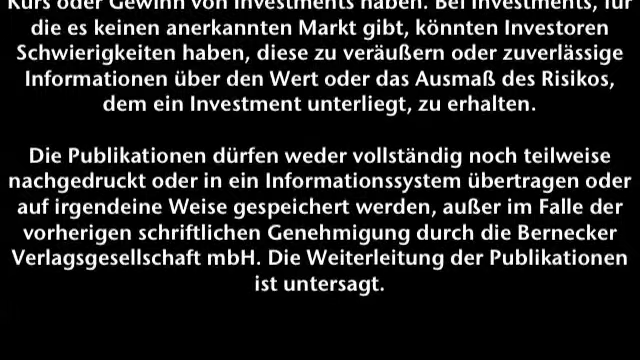 Kurs oder Gewinn von Investments haben. Bei Investments, für
die es keinen anerkannten Markt gibt, könnten Investoren
Schwierigkeiten haben, diese zu veräußern oder zuverlässige
Informationen über den Wert oder das Ausmaß des Risikos,
dem ein Investment unterliegt, zu erhalten.
Die Publikationen dürfen weder vollständig noch teilweise
nachgedruckt oder in ein Informationssystem übertragen oder
auf irgendeine Weise gespeichert werden, außer im Falle der
vorherigen schriftlichen Genehmigung durch die Bernecker
Verlagsgesellschaft mbH. Die Weiterleitung der Publikationen
ist untersagt.